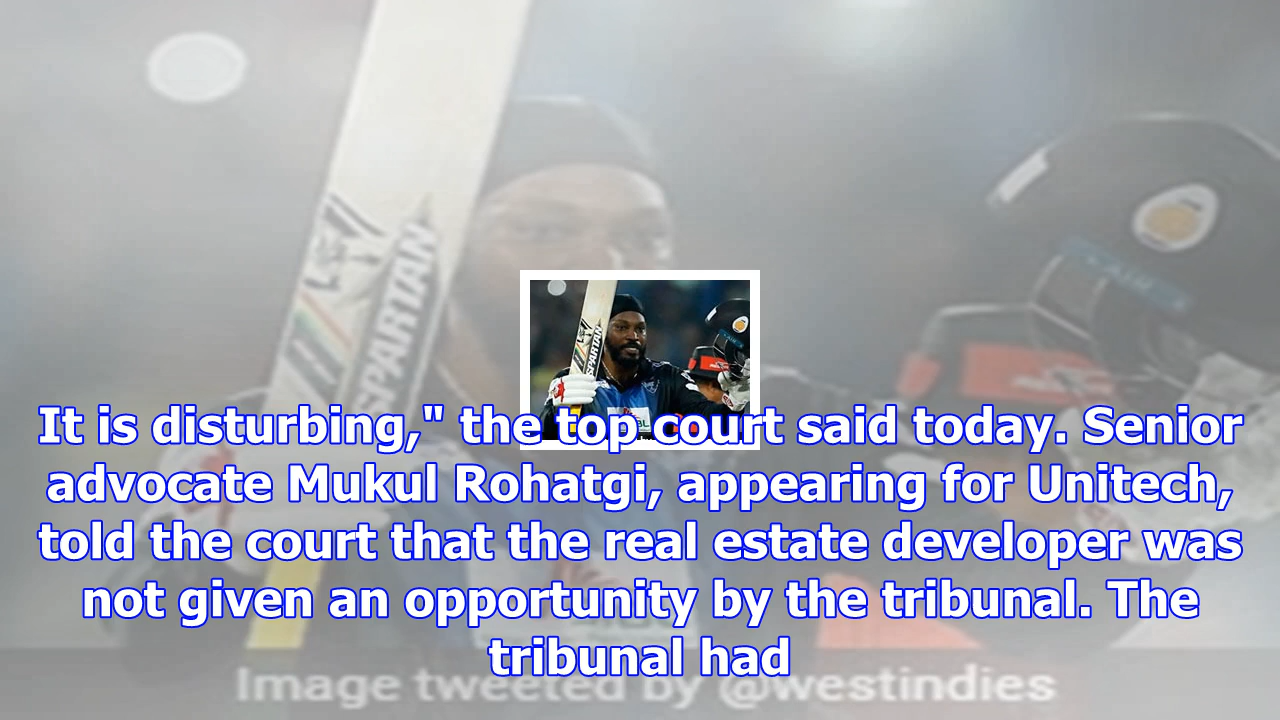 SPARTAN
SPARTAN
It is disturbing," the top court said today. Senior
advocate Mukul Rohatgi, appearing for Unitech,
told the court that the real estate developer was
not given an opportunity by the tribunal. The
tribunal had
Image tweeted by @westindies